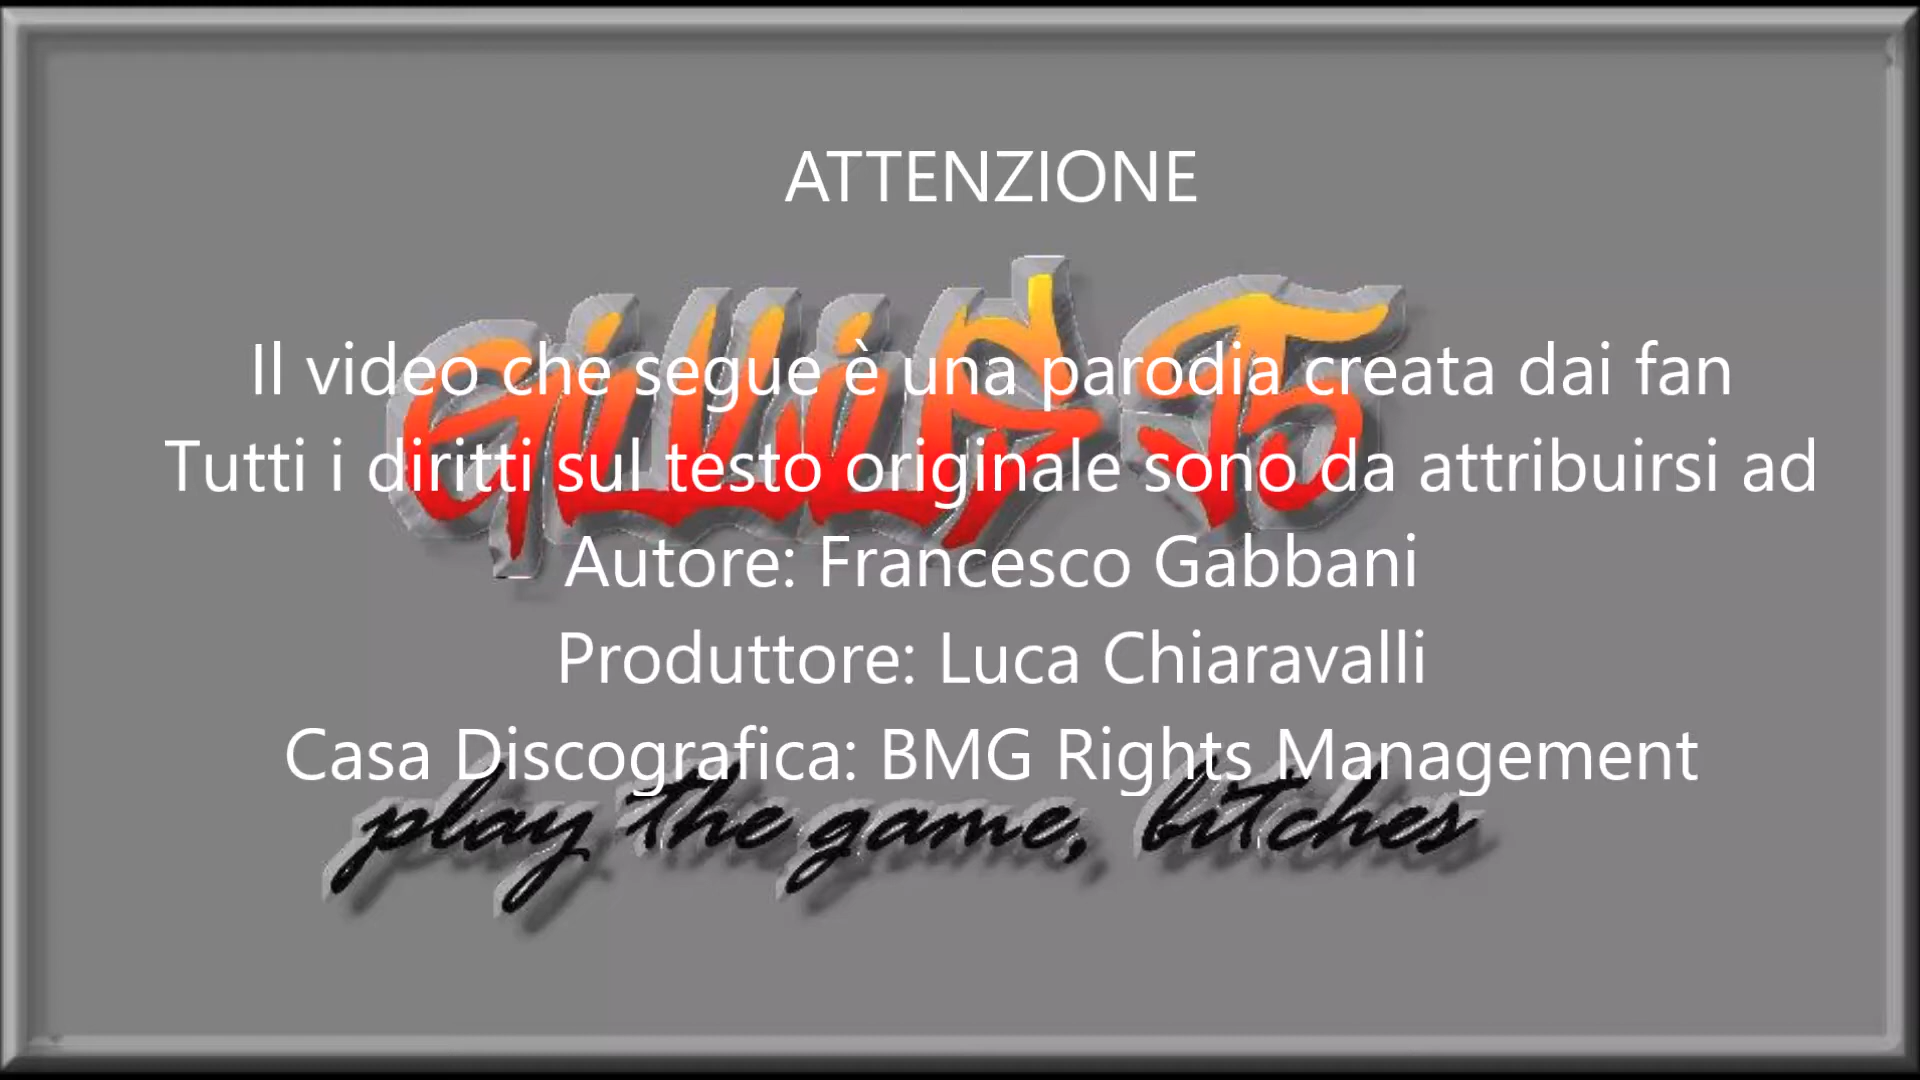 ATTENZIONE
Il video che segue è una parodia creata dai fan
Tutti i diritti sul testo originale sono da attribuirsi ad
Autore: Francesco Gabbani
Produttore: Luca Chiaravalli
Casa Discografica: BMG Rights Management
play the game, bitches